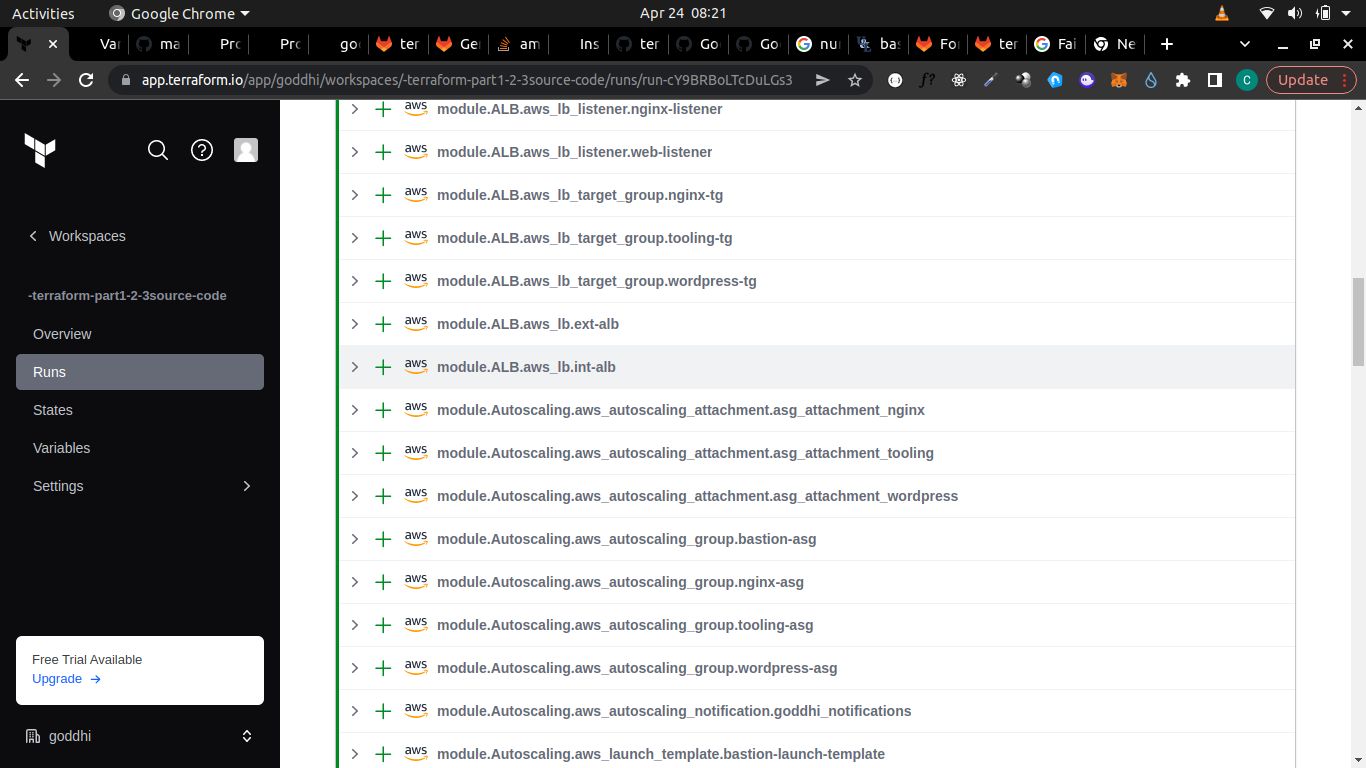 Activities Google Chrome Apr 24 08:21
Var ma Pro Pro goo ter Ger am Ins ter Go Go nun bas For ter Fai Ne
app.terraform.io/app/goddhi/workspaces/-terraform-part1-2-3source-code/runs/run-cY9BRBoLTcDuLGs3 f? C Update
Workspaces
-terraform-part1-2-3source-code
Overview
Runs
States
Variables
Settings
Free Trial Available
Upgrade →
goddhi
aws module.ALB.aws_lb_listener.nginx-listener
aws module.ALB.aws_lb_listener.web-listener
aws module.ALB.aws_lb_target_group.nginx-tg
aws module.ALB.aws_lb_target_group.tooling-tg
aws module.ALB.aws_lb_target_group.wordpress-tg
aws module.ALB.aws_lb.ext-alb
aws module.ALB.aws_lb.int-alb
aws module.Autoscaling.aws_autoscaling_attachment.asg_attachment_nginx
aws module.Autoscaling.aws_autoscaling_attachment.asg_attachment_tooling
aws module.Autoscaling.aws_autoscaling_attachment.asg_attachment_wordpress
aws module.Autoscaling.aws_autoscaling_group.bastion-asg
aws module.Autoscaling.aws_autoscaling_group.nginx-asg
aws module.Autoscaling.aws_autoscaling_group.tooling-asg
aws module.Autoscaling.aws_autoscaling_group.wordpress-asg
aws module.Autoscaling.aws_autoscaling_notification.goddhi_notifications
aws module.Autoscaling.aws_launch_template.bastion-launch-template